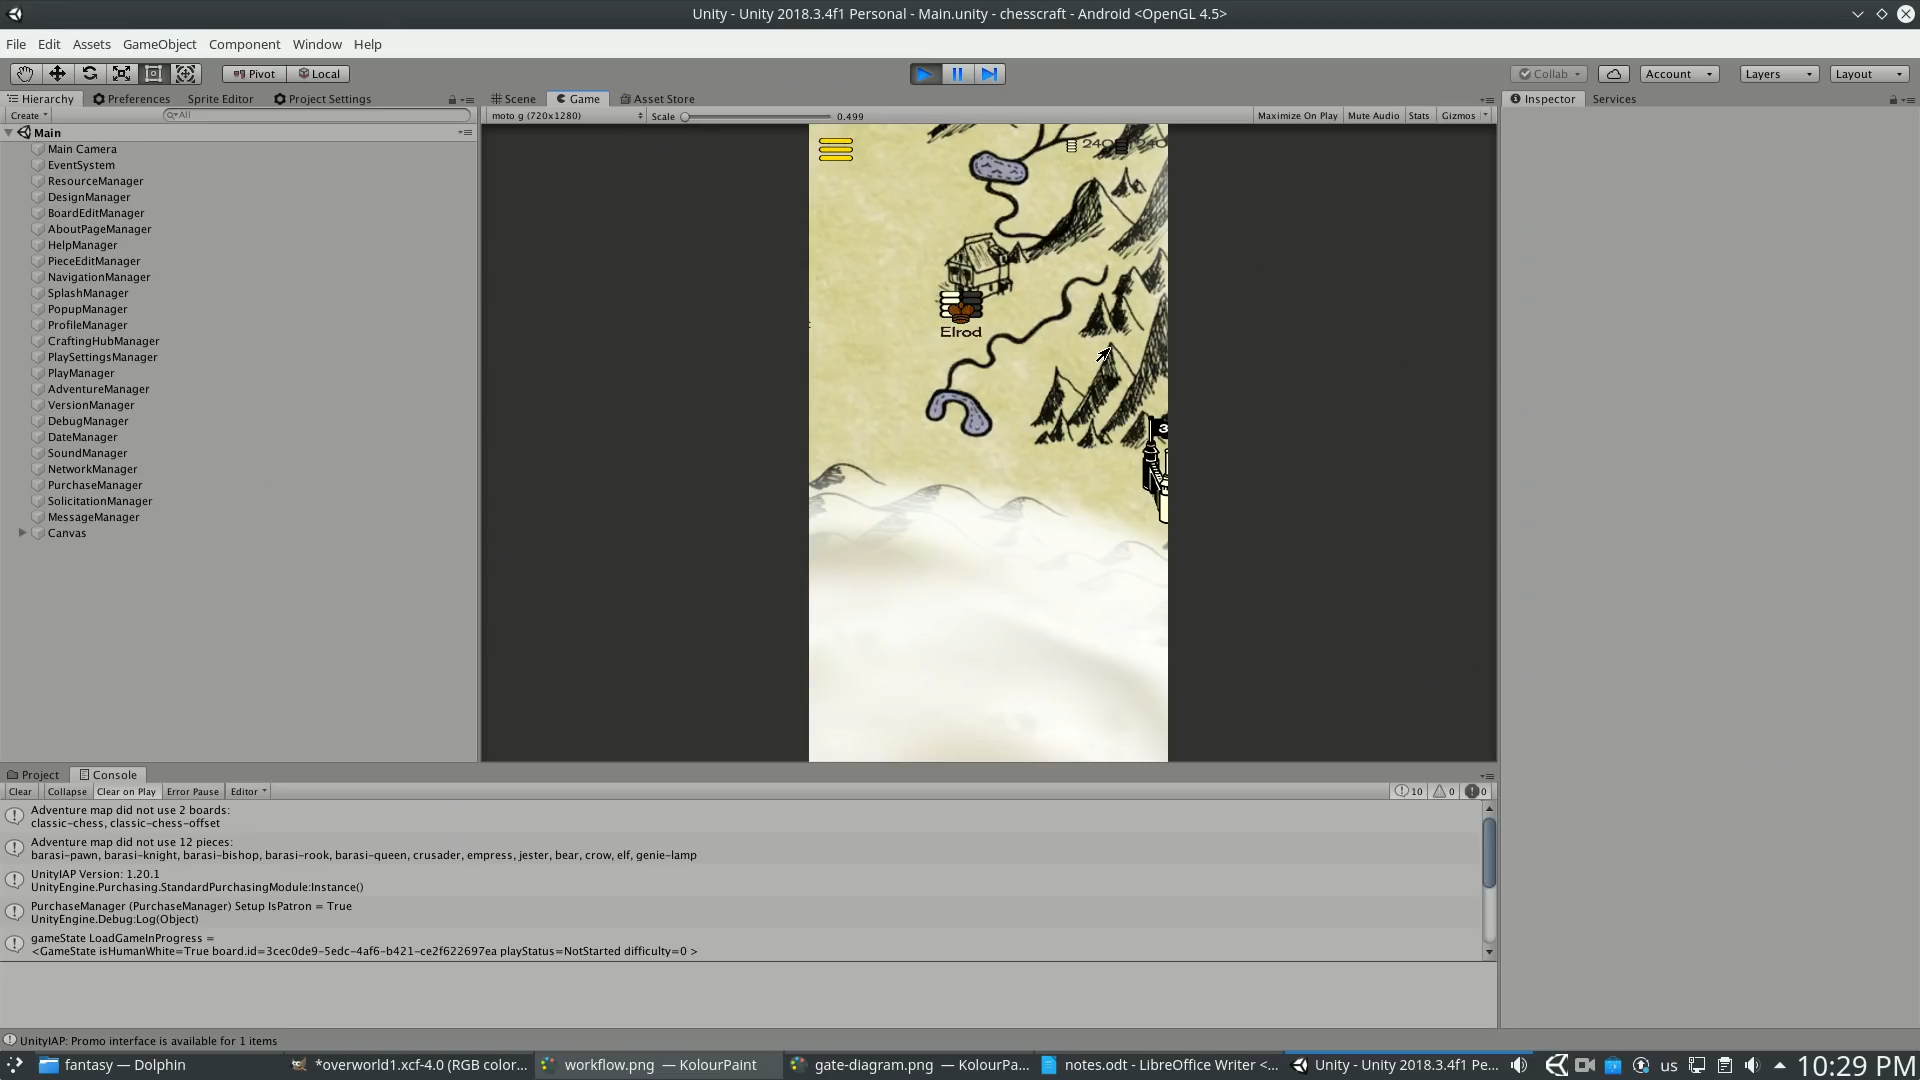 Unity - Unity 2018.3.4f1 Personal - Main.unity - chesscraft - Android <OpenGL 4.5>
File Edit Assets GameObject Component Window Help
Pivot Local Collab Account Layers Layout
Hierarchy Preferences Sprite Editor Project Settings
Scene Game Asset Store
Inspector Services
Create All
moto g (720x1280) Scale 0.499 Maximize On Play Mute Audio Stats Gizmos
Main
Main Camera
EventSystem
ResourceManager
DesignManager
BoardEditManager
AboutPageManager
HelpManager
PieceEditManager
NavigationManager
SplashManager
PopupManager
ProfileManager
CraftingHubManager
PlaySettingsManager
PlayManager
AdventureManager
VersionManager
DebugManager
DateManager
SoundManager
NetworkManager
PurchaseManager
SolicitationManager
MessageManager
Canvas
240 240
Elrod
3
Project Console
Clear Collapse Clear on Play Error Pause Editor 10 0 0
Adventure map did not use 2 boards:
classic-chess, classic-chess-offset
Adventure map did not use 12 pieces:
barasi-pawn, barasi-knight, barasi-bishop, barasi-rook, barasi-queen, crusader, empress, jester, bear, crow, elf, genie-lamp
UnityIAP Version: 1.20.1
UnityEngine.Purchasing.StandardPurchasingModule:Instance()
PurchaseManager (PurchaseManager) Setup IsPatron = True
UnityEngine.Debug:Log(Object)
gameState LoadGameInProgress =
<GameState isHumanWhite=True board.id=3cec0de9-5edc-4af6-b421-ce2f622697ea playStatus=NotStarted difficulty=0 >
UnityIAP: Promo interface is available for 1 items
fantasy — Dolphin *overworld1.xcf-4.0 (RGB color... workflow.png — KolourPaint gate-diagram.png — KolourPa... notes.odt - LibreOffice Writer <... Unity - Unity 2018.3.4f1 Pe... us 10:29 PM